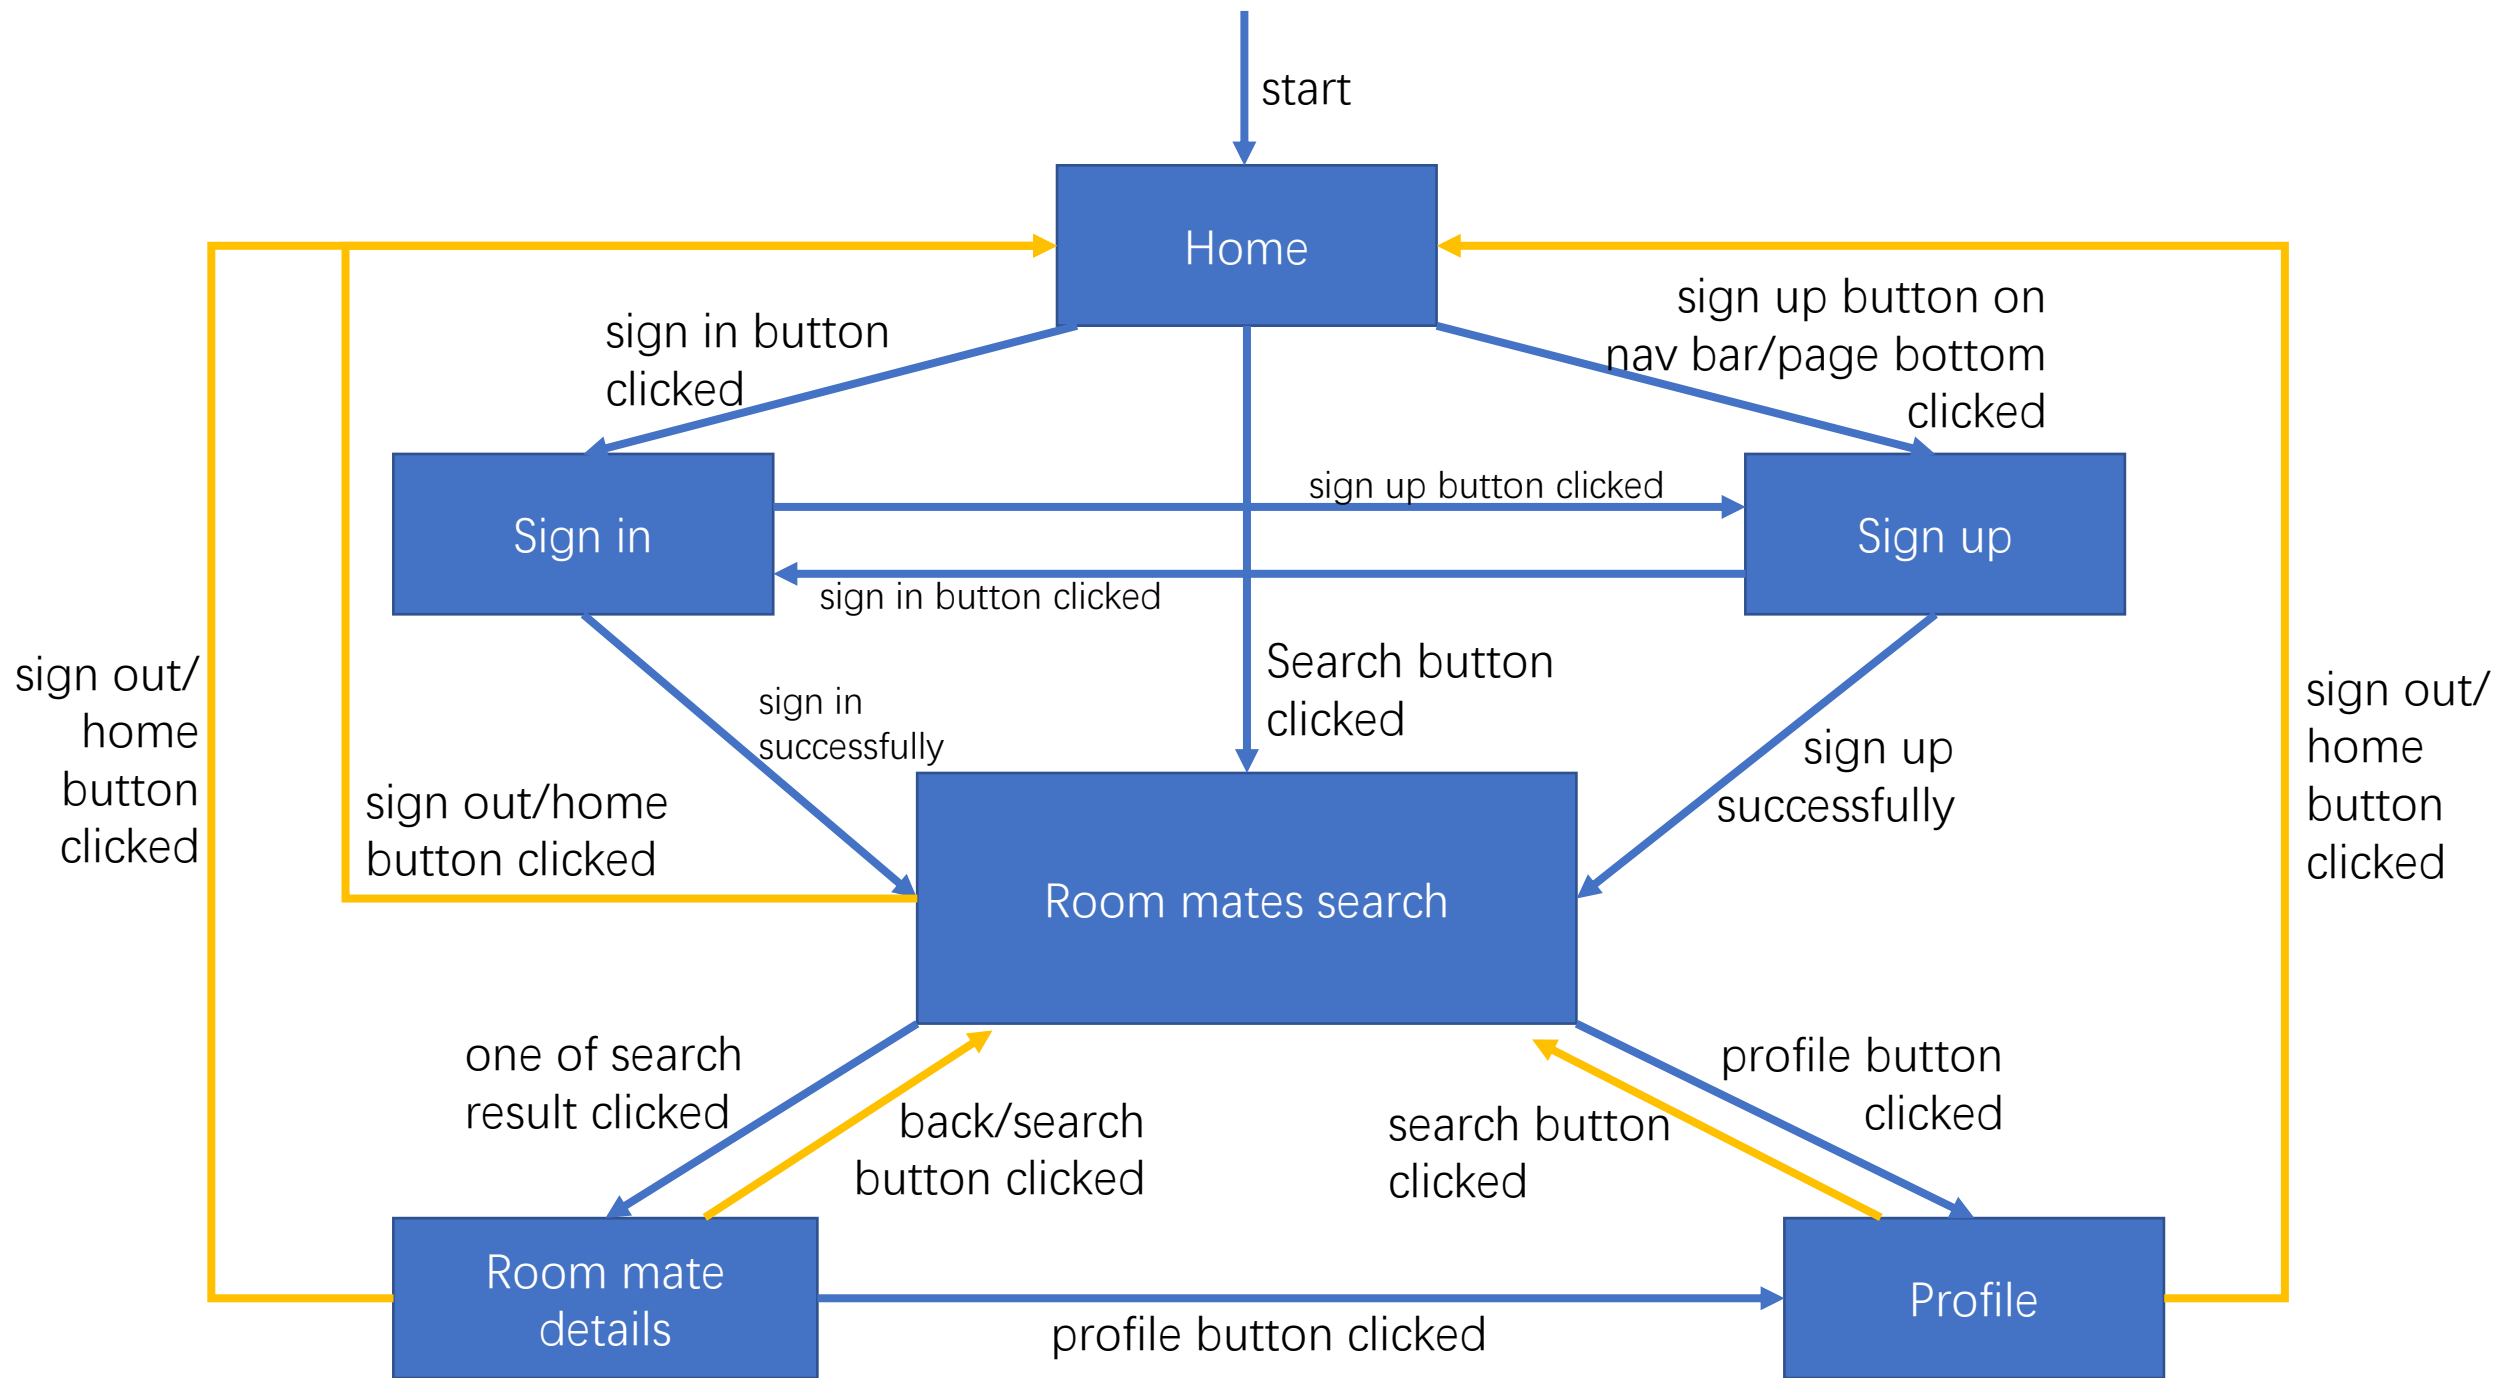 start
Home
sign in button
clicked
sign up button on
nav bar/page bottom
clicked
sign up button clicked
Sign in
Sign up
sign in button clicked
sign out/
home
button
clicked
sign in
successfully
Search button
clicked
sign up
successfully
sign out/
home
button
clicked
sign out/home
button clicked
Room mates search
one of search
result clicked
back/search
button clicked
search button
clicked
profile button
clicked
Room mate
details
profile button clicked
Profile